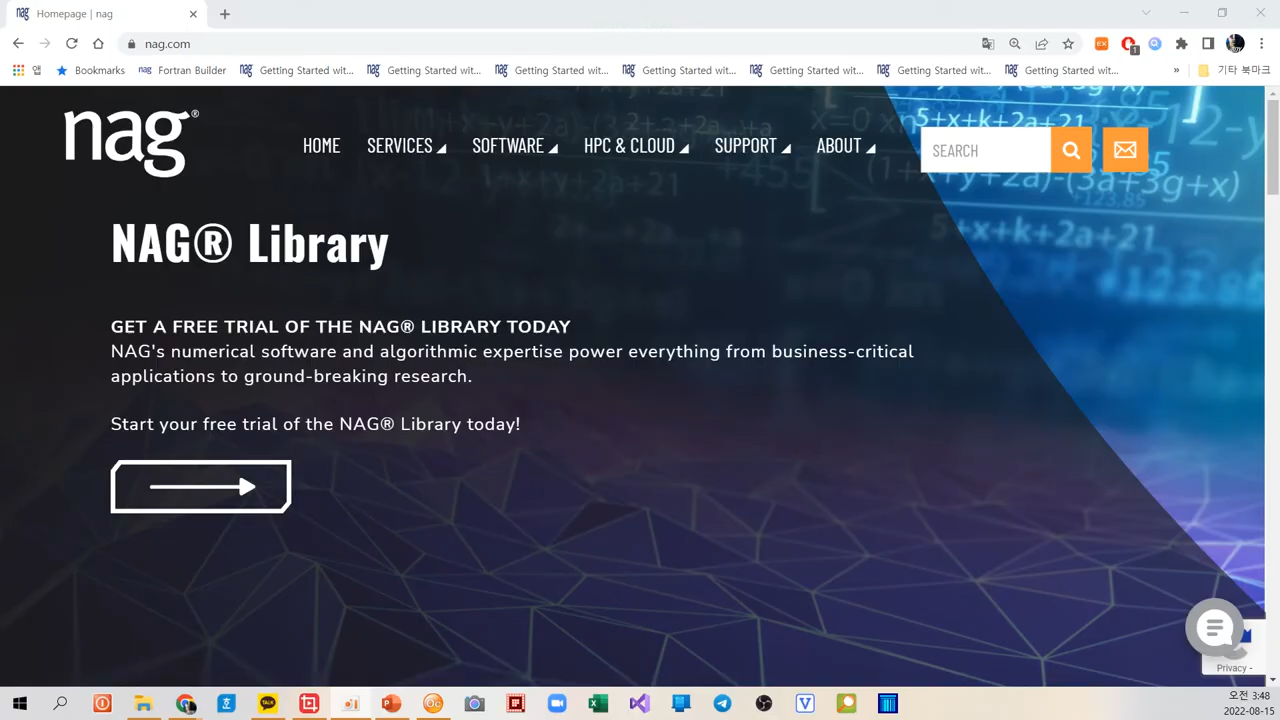 Homepage | nag
nag.com
앱 Bookmarks Fortran Builder Getting Started wit... Getting Started wit... Getting Started wit... Getting Started wit... Getting Started wit... Getting Started wit... Getting Started wit... » 기타 북마크
nag®
HOME SERVICES SOFTWARE HPC & CLOUD SUPPORT ABOUT SEARCH
5+x+k+2a+21
NAG® Library
GET A FREE TRIAL OF THE NAG® LIBRARY TODAY
NAG's numerical software and algorithmic expertise power everything from business-critical
applications to ground-breaking research.
Start your free trial of the NAG® Library today!
Privacy -
TALK
오전 3:48
2022-08-15